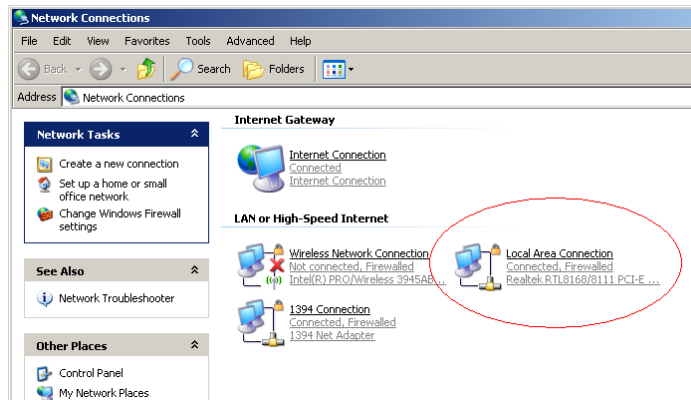 Network Connections
File Edit View Favorites Tools Advanced Help
Back Search Folders
Address Network Connections
Network Tasks
Create a new connection
Set up a home or small
office network
Change Windows Firewall
settings
See Also
Network Troubleshooter
Other Places
Control Panel
My Network Places
Internet Gateway
Internet Connection
Connected
Internet Connection
LAN or High-Speed Internet
Wireless Network Connection
Not connected, Firewalled
Intel(R) PRO/Wireless 3945AB...
Local Area Connection
Connected, Firewalled
Realtek RTL8168/8111 PCI-E ...
1394 Connection
Connected, Firewalled
1394 Net Adapter